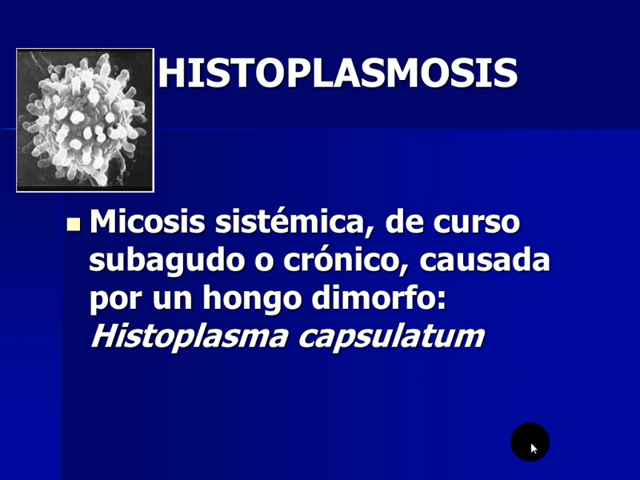 HISTOPLASMOSIS
Micosis sistémica, de curso
subagudo o crónico, causada
por un hongo dimorfo:
Histoplasma capsulatum